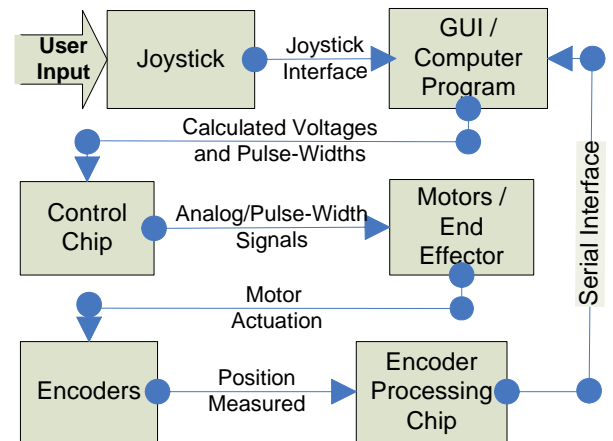 User
Input
Joystick
Joystick
Interface
GUI /
Computer
Program
Calculated Voltages
and Pulse-Widths
Control
Chip
Analog/Pulse-Width
Signals
Motors /
End
Effector
Serial Interface
Motor
Actuation
Encoders
Position
Measured
Encoder
Processing
Chip